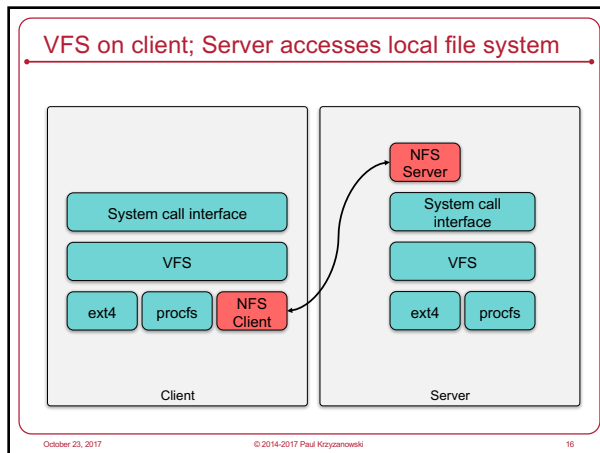 VFS on client; Server accesses local file system
System call interface
VFS
ext4
procfs
NFS
Client
Client
NFS
Server
System call
interface
VFS
ext4
procfs
Server
October 23, 2017
© 2014-2017 Paul Krzyzanowski
16